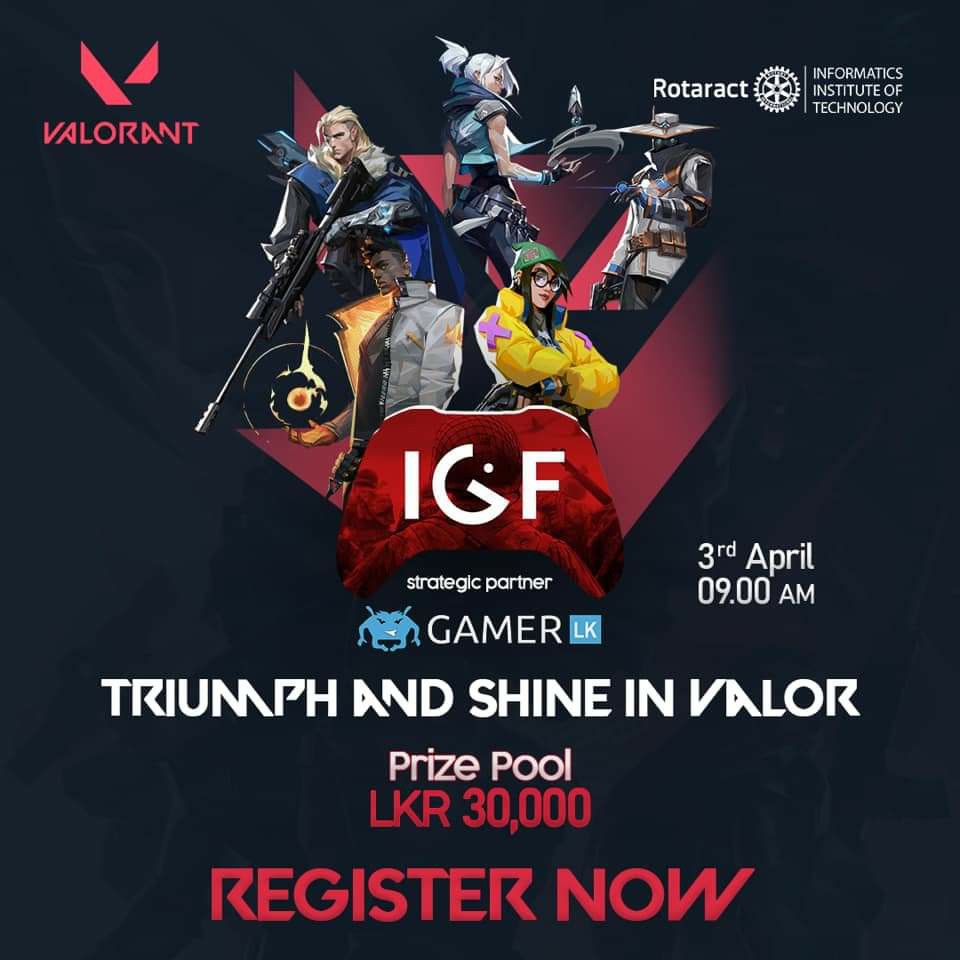 VALORANT
Rotaract
INFORMATICS
INSTITUTE OF
TECHNOLOGY
IGF
3rd April
09.00 AM
strategic partner
GAMER LK
TRIUMPH AND SHINE IN VALOR
Prize Pool
LKR 30,000
REGISTER NOW